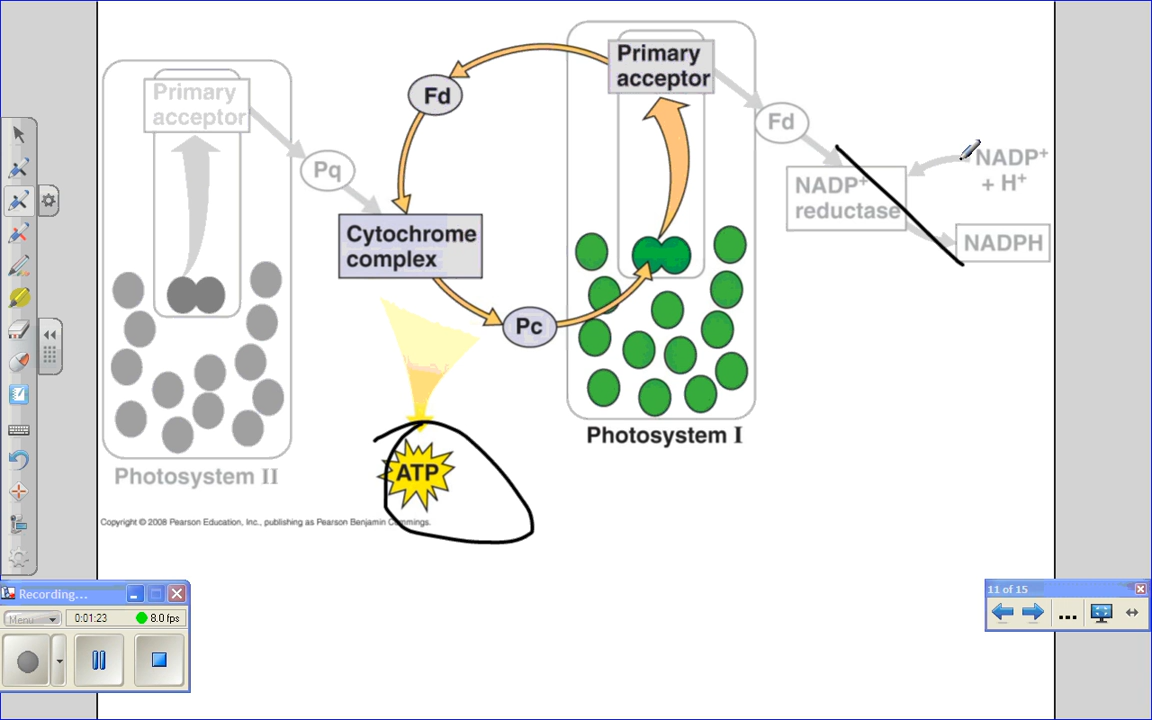 Primary
acceptor
Fd
Primary
acceptor
Pq
Fd
NADP+
+ H+
NADP+
reductase
NADPH
Cytochrome
complex
Pc
Photosystem I
ATP
Photosystem II
Copyright © 2008 Pearson Education, Inc., publishing as Pearson Benjamin Cummings.
Recording...
Menu
0:01:23
8.0 fps
11 of 15
...